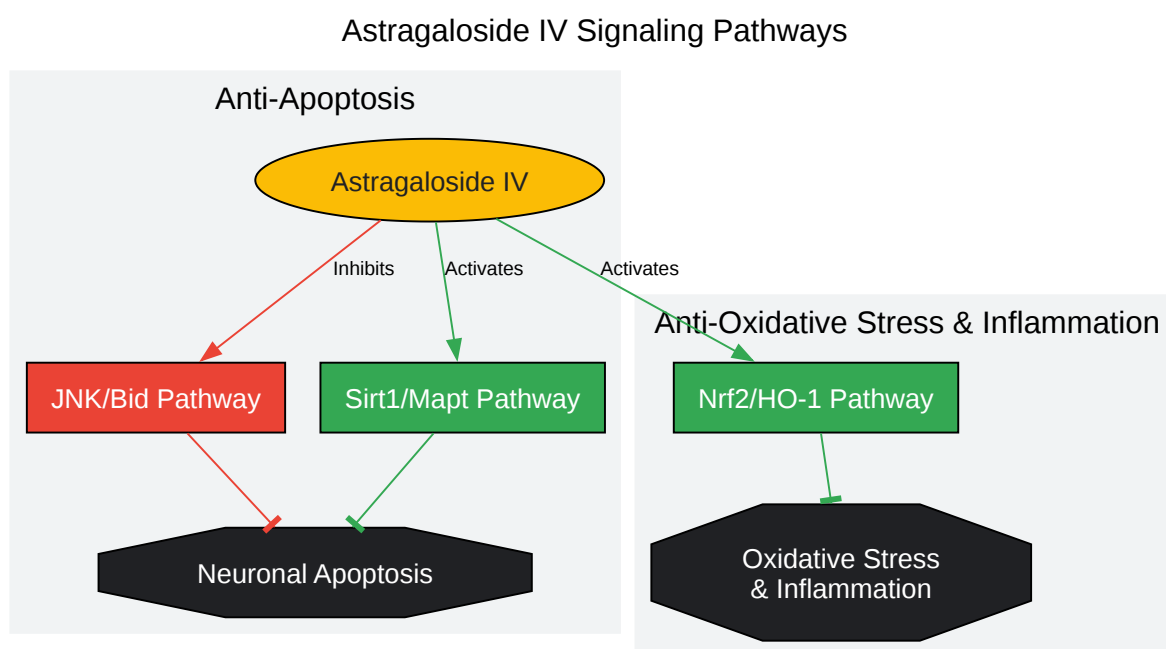 Astragaloside IV Signaling Pathways
Anti-Apoptosis
Astragaloside IV
Inhibits
Activates
Activates
Anti-Oxidative Stress & Inflammation
JNK/Bid Pathway
Sirt1/Mapt Pathway
Nrf2/HO-1 Pathway
Neuronal Apoptosis
Oxidative Stress
& Inflammation